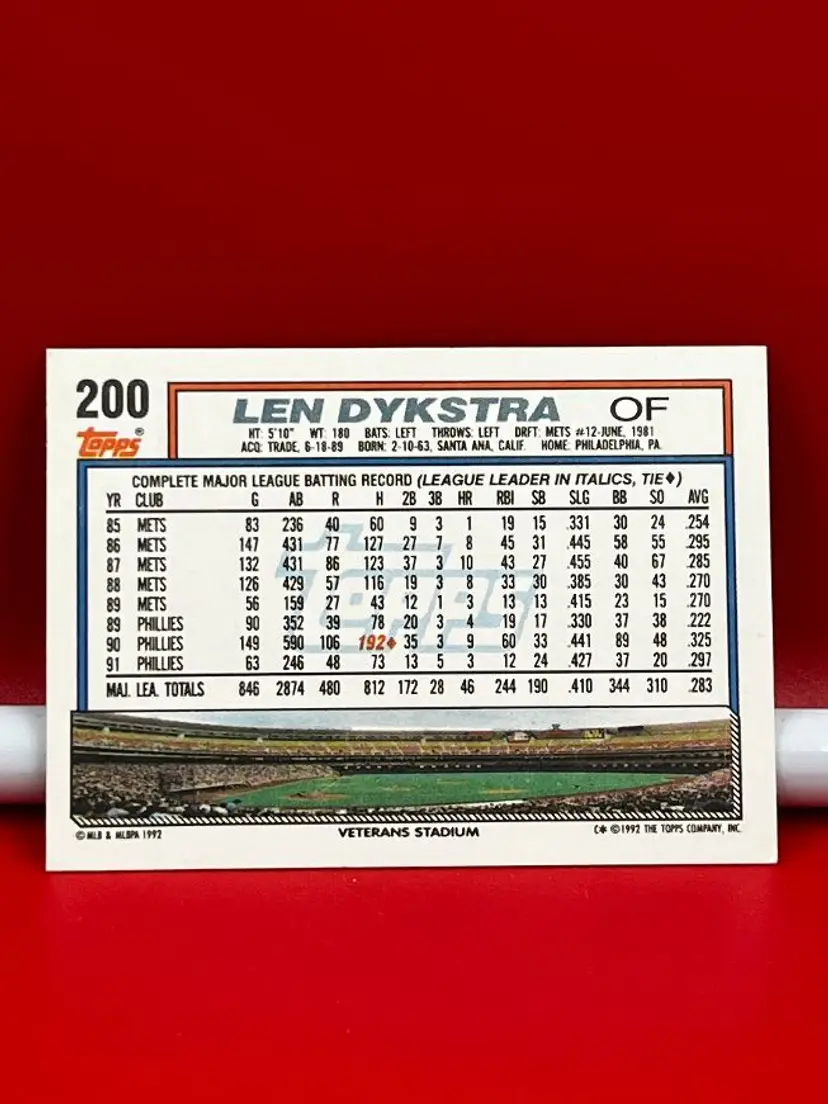 200
topps®
LEN DYKSTRA OF
HT: 5'10" WT: 180 BATS: LEFT THROWS: LEFT DRFT: METS #12-JUNE, 1981
ACQ: TRADE, 6-18-89 BORN: 2-10-63, SANTA ANA, CALIF. HOME: PHILADELPHIA, PA.
COMPLETE MAJOR LEAGUE BATTING RECORD (LEAGUE LEADER IN ITALICS, TIE♦)
YR CLUB G AB R H 2B 3B HR RBI SB SLG BB SO AVG
85 METS 83 236 40 60 9 3 1 19 15 .331 30 24 .254
86 METS 147 431 77 127 27 7 8 45 31 .445 58 55 .295
87 METS 132 431 86 123 37 3 10 43 27 .455 40 67 .285
88 METS 126 429 57 116 19 3 8 33 30 .385 30 43 .270
89 METS 56 159 27 43 12 1 3 13 13 .415 23 15 .270
89 PHILLIES 90 352 39 78 20 3 4 19 17 .330 37 38 .222
90 PHILLIES 149 590 106 192♦ 35 3 9 60 33 .441 89 48 .325
91 PHILLIES 63 246 48 73 13 5 3 12 24 .427 37 20 .297
MAJ. LEA. TOTALS 846 2874 480 812 172 28 46 244 190 .410 344 310 .283
topps
© MLB & MLBPA 1992
VETERANS STADIUM
C* ©1992 THE TOPPS COMPANY, INC.